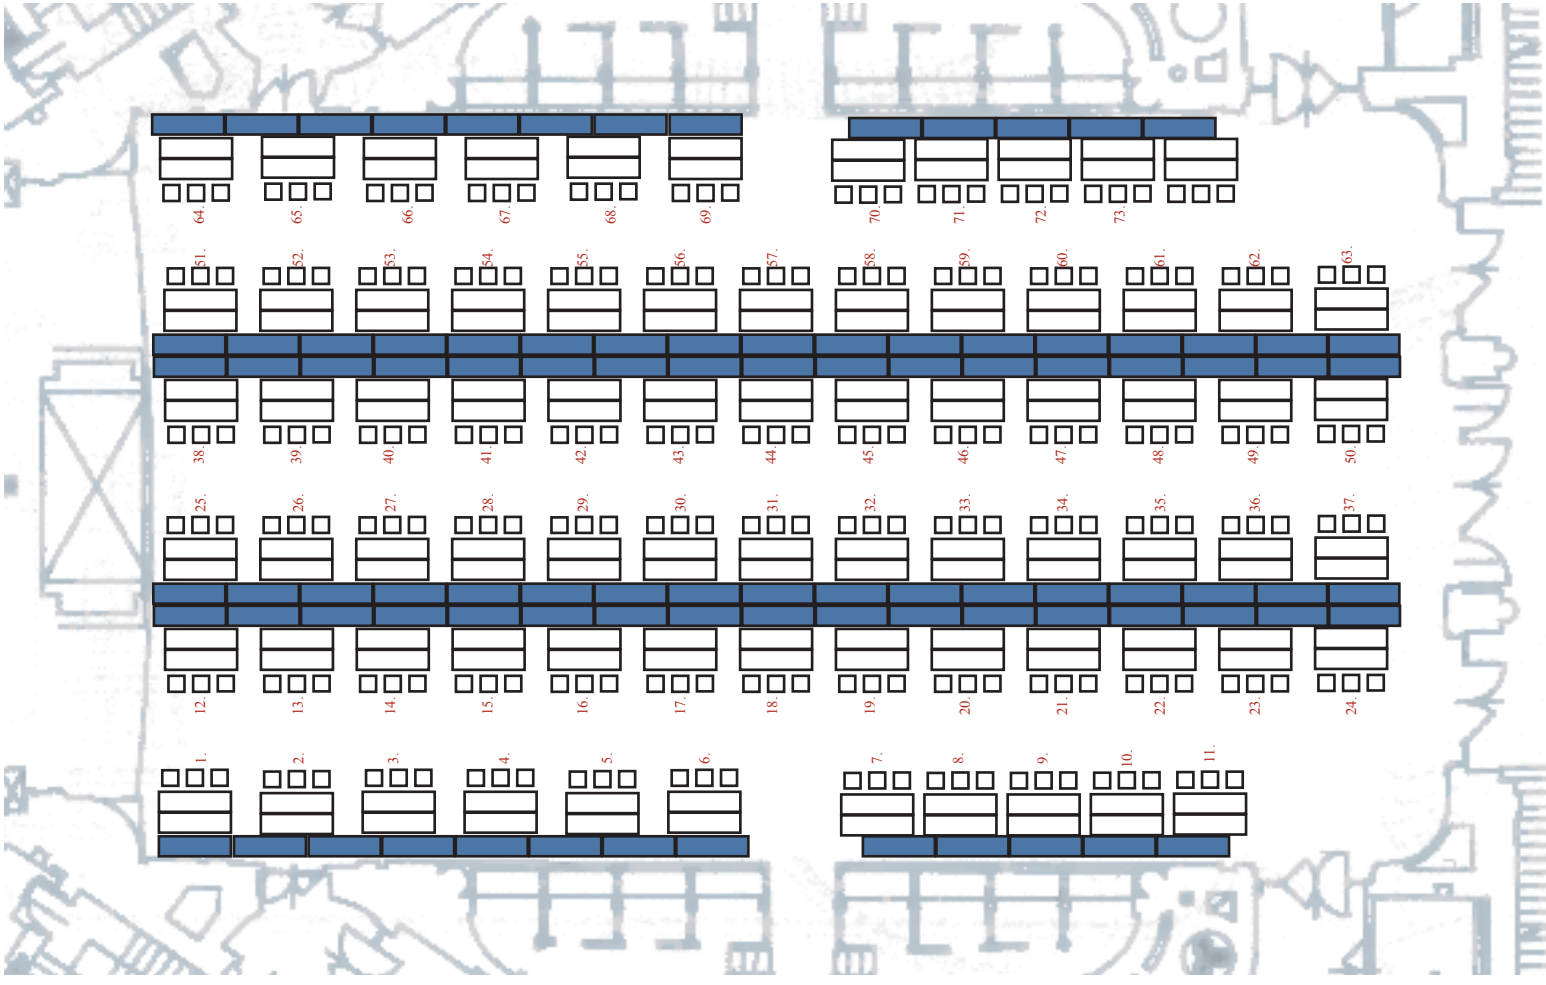 64. 65. 66. 67. 68. 69. 70. 71. 72. 73.
51. 52. 53. 54. 55. 56. 57. 58. 59. 60. 61. 62. 63.
38. 39. 40. 41. 42. 43. 44. 45. 46. 47. 48. 49. 50.
25. 26. 27. 28. 29. 30. 31. 32. 33. 34. 35. 36. 37.
12. 13. 14. 15. 16. 17. 18. 19. 20. 21. 22. 23. 24.
1. 2. 3. 4. 5. 6. 7. 8. 9. 10. 11.